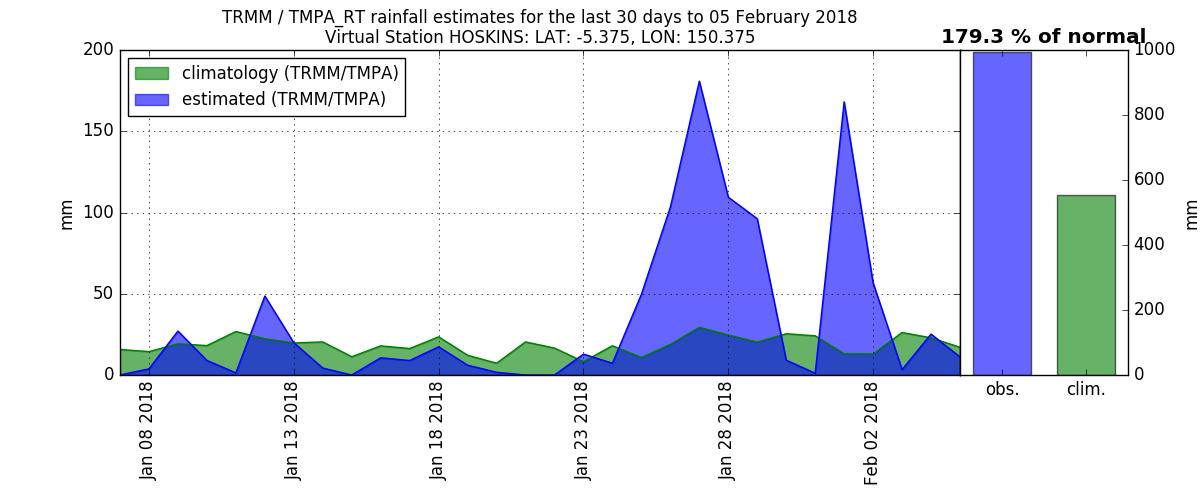 TRMM / TMPA_RT rainfall estimates for the last 30 days to 05 February 2018
Virtual Station HOSKINS: LAT: -5.375, LON: 150.375
179.3 % of normal
climatology (TRMM/TMPA)
estimated (TRMM/TMPA)
200
150
100
50
0
mm
1000
800
600
400
200
0
mm
Jan 08 2018
Jan 13 2018
Jan 18 2018
Jan 23 2018
Jan 28 2018
Feb 02 2018
obs.
clim.